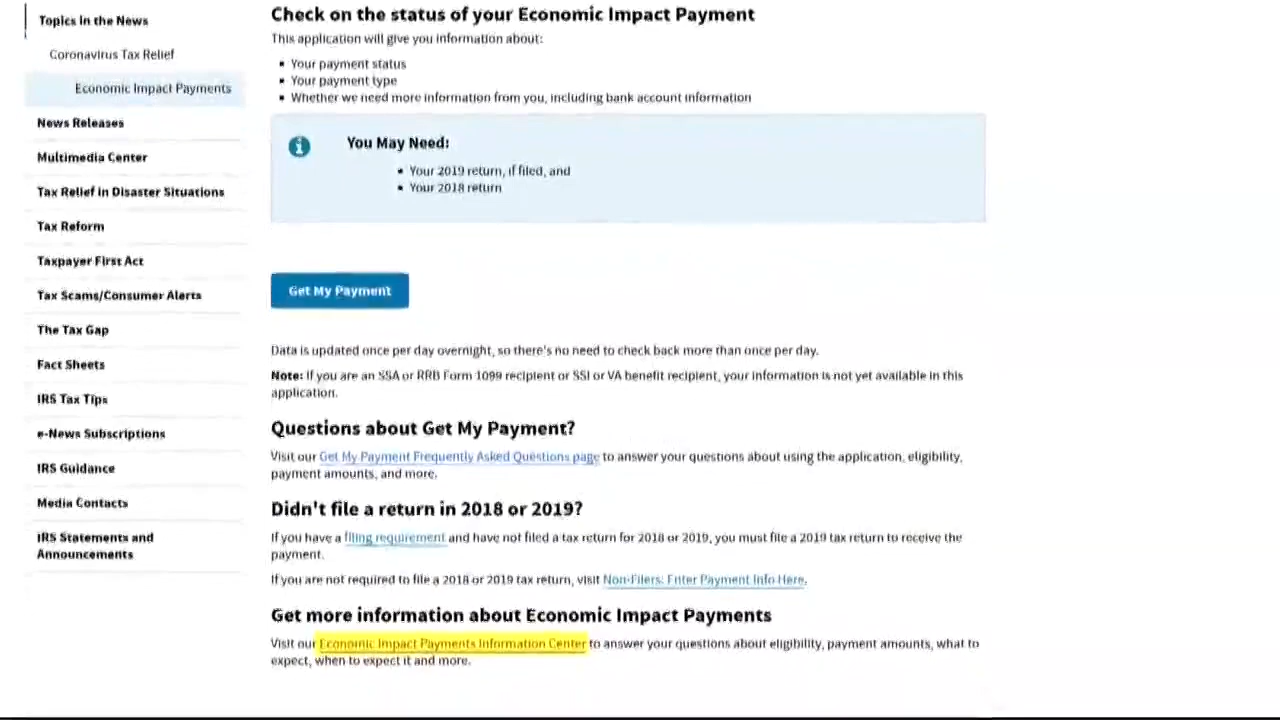 Topics in the News
Coronavirus Tax Relief
Economic Impact Payments
News Releases
Multimedia Center
Tax Relief in Disaster Situations
Tax Reform
Taxpayer First Act
Tax Scams/Consumer Alerts
The Tax Gap
Fact Sheets
IRS Tax Tips
e-News Subscriptions
IRS Guidance
Media Contacts
IRS Statements and
Announcements
Check on the status of your Economic Impact Payment
This application will give you information about:
▪ Your payment status
▪ Your payment type
▪ Whether we need more information from you, including bank account information
You May Need:
▪ Your 2019 return, if filed, and
▪ Your 2018 return
Get My Payment
Data is updated once per day overnight, so there's no need to check back more than once per day.
Note: If you are an SSA or RRB Form 1099 recipient or SSI or VA benefit recipient, your information is not yet available in this
application.
Questions about Get My Payment?
Visit our Get My Payment Frequently Asked Questions page to answer your questions about using the application, eligibility,
payment amounts, and more.
Didn't file a return in 2018 or 2019?
If you have a filing requirement and have not filed a tax return for 2018 or 2019, you must file a 2019 tax return to receive the
payment.
If you are not required to file a 2018 or 2019 tax return, visit Non-Filers: Enter Payment Info Here.
Get more information about Economic Impact Payments
Visit our Economic Impact Payments Information Center to answer your questions about eligibility, payment amounts, what to
expect, when to expect it and more.